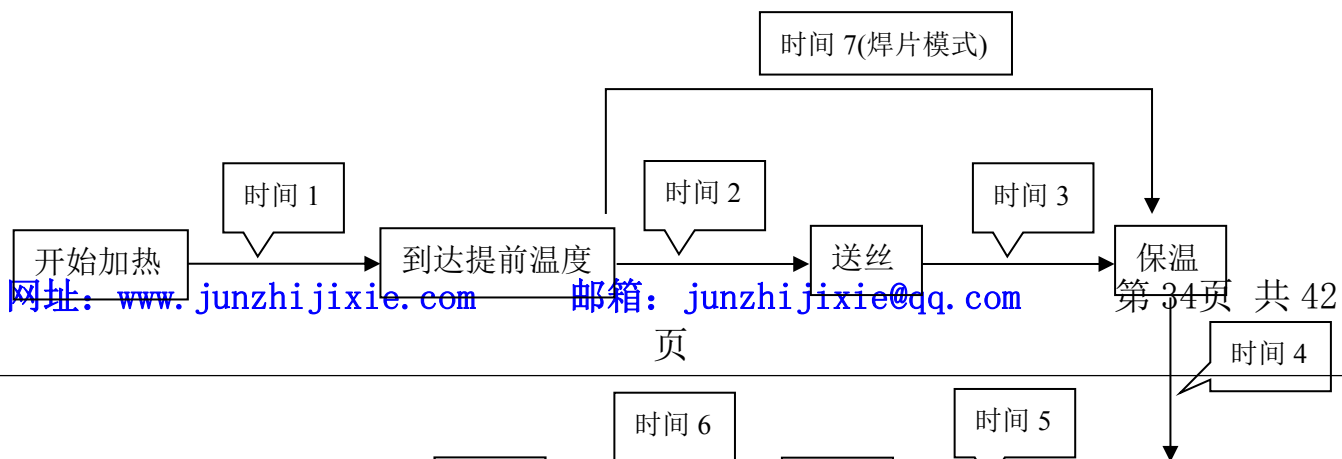 时间 7(焊片模式)
时间 1
时间 2
时间 3
开始加热
到达提前温度
送丝
保温
网址：www.junzhijixie.com 邮箱：junzhijixie@qq.com 第 34页 共 42
页
时间 4
时间 6
时间 5